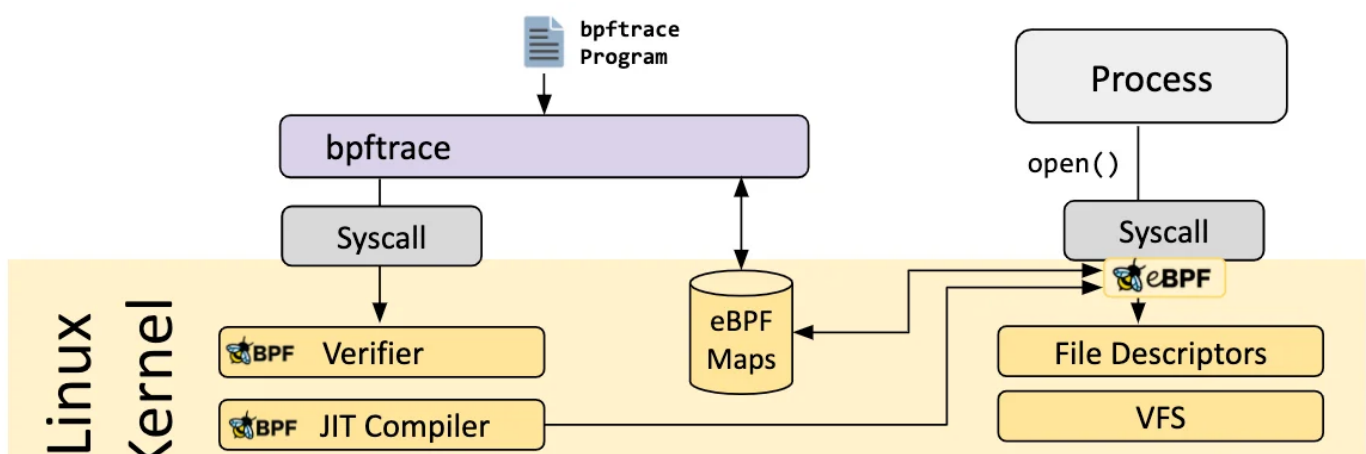 bpftrace
Program
bpftrace
Process
open()
Syscall
Syscall
eBPF
Linux
Kernel
eBPF
Maps
BPF Verifier
File Descriptors
BPF JIT Compiler
VFS